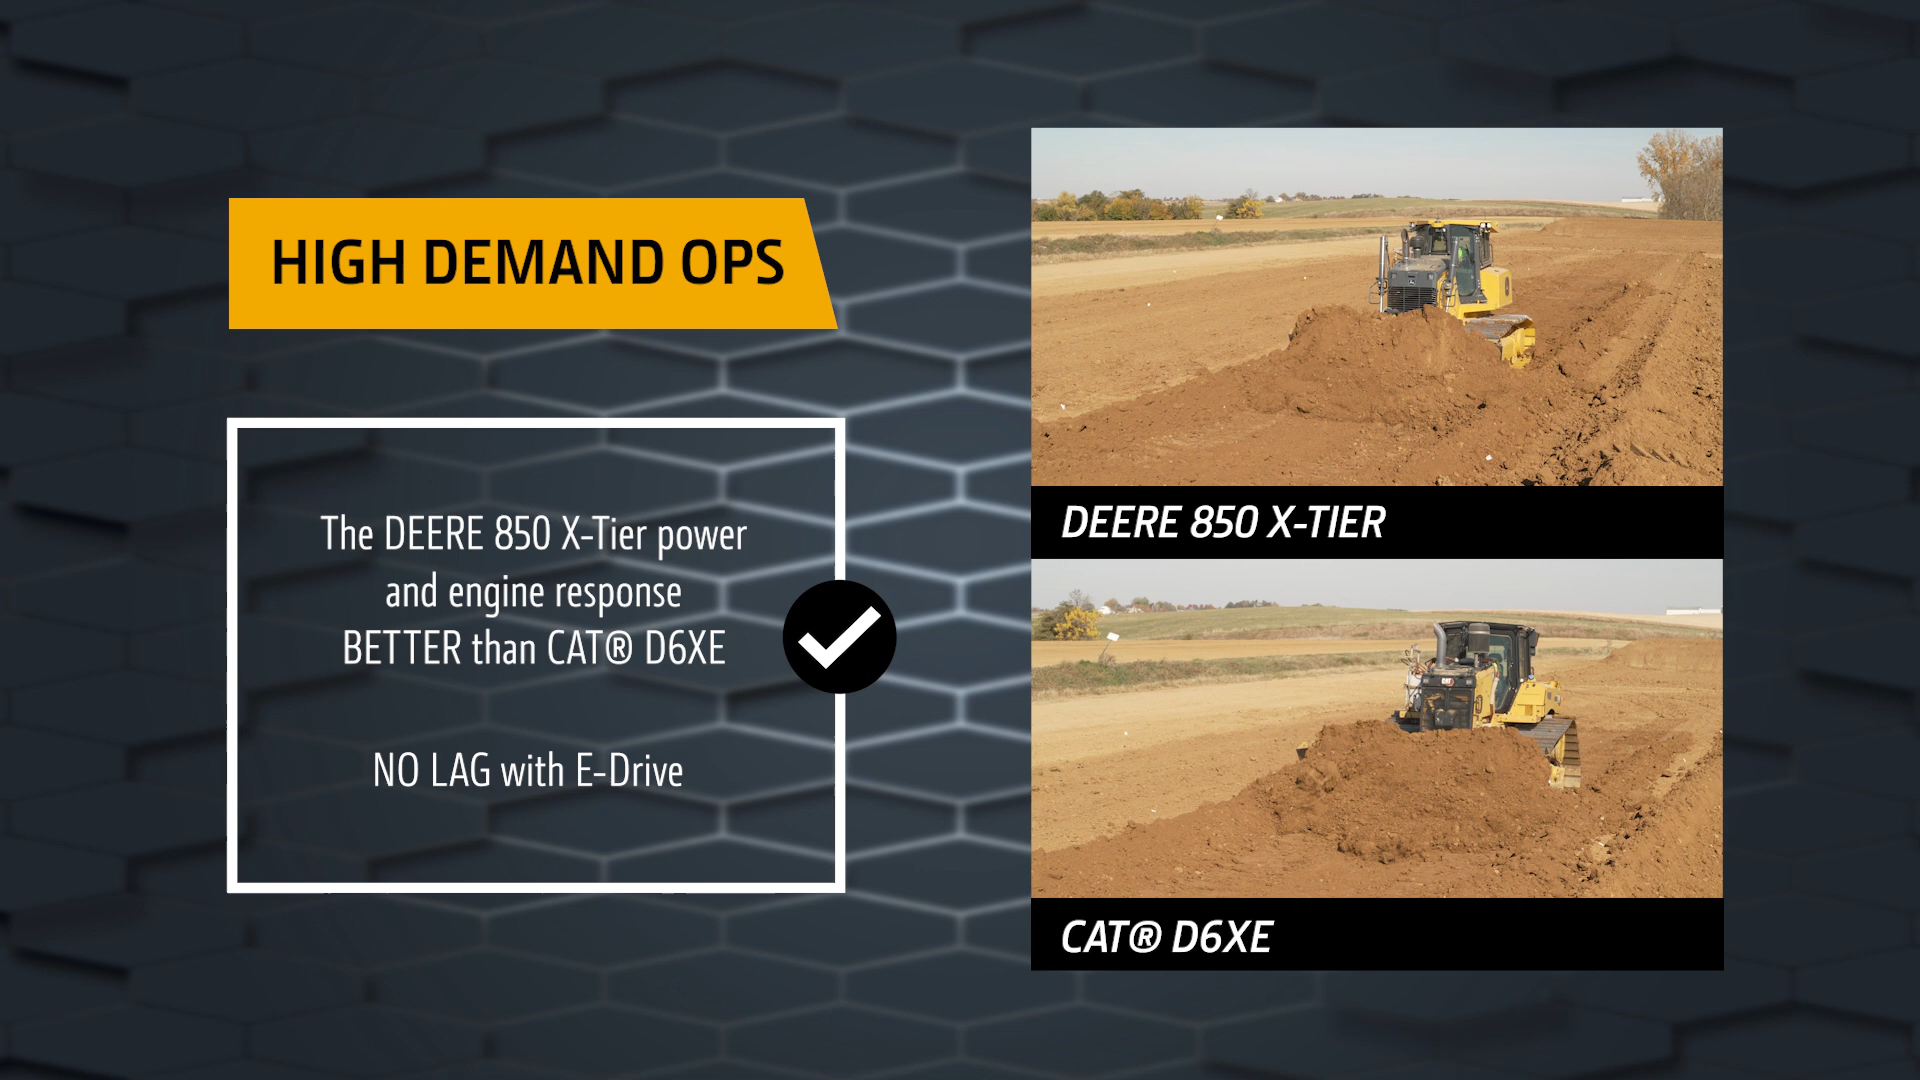 HIGH DEMAND OPS
The DEERE 850 X-Tier power
and engine response
BETTER than CAT® D6XE
NO LAG with E-Drive
DEERE 850 X-TIER
CAT
CAT® D6XE